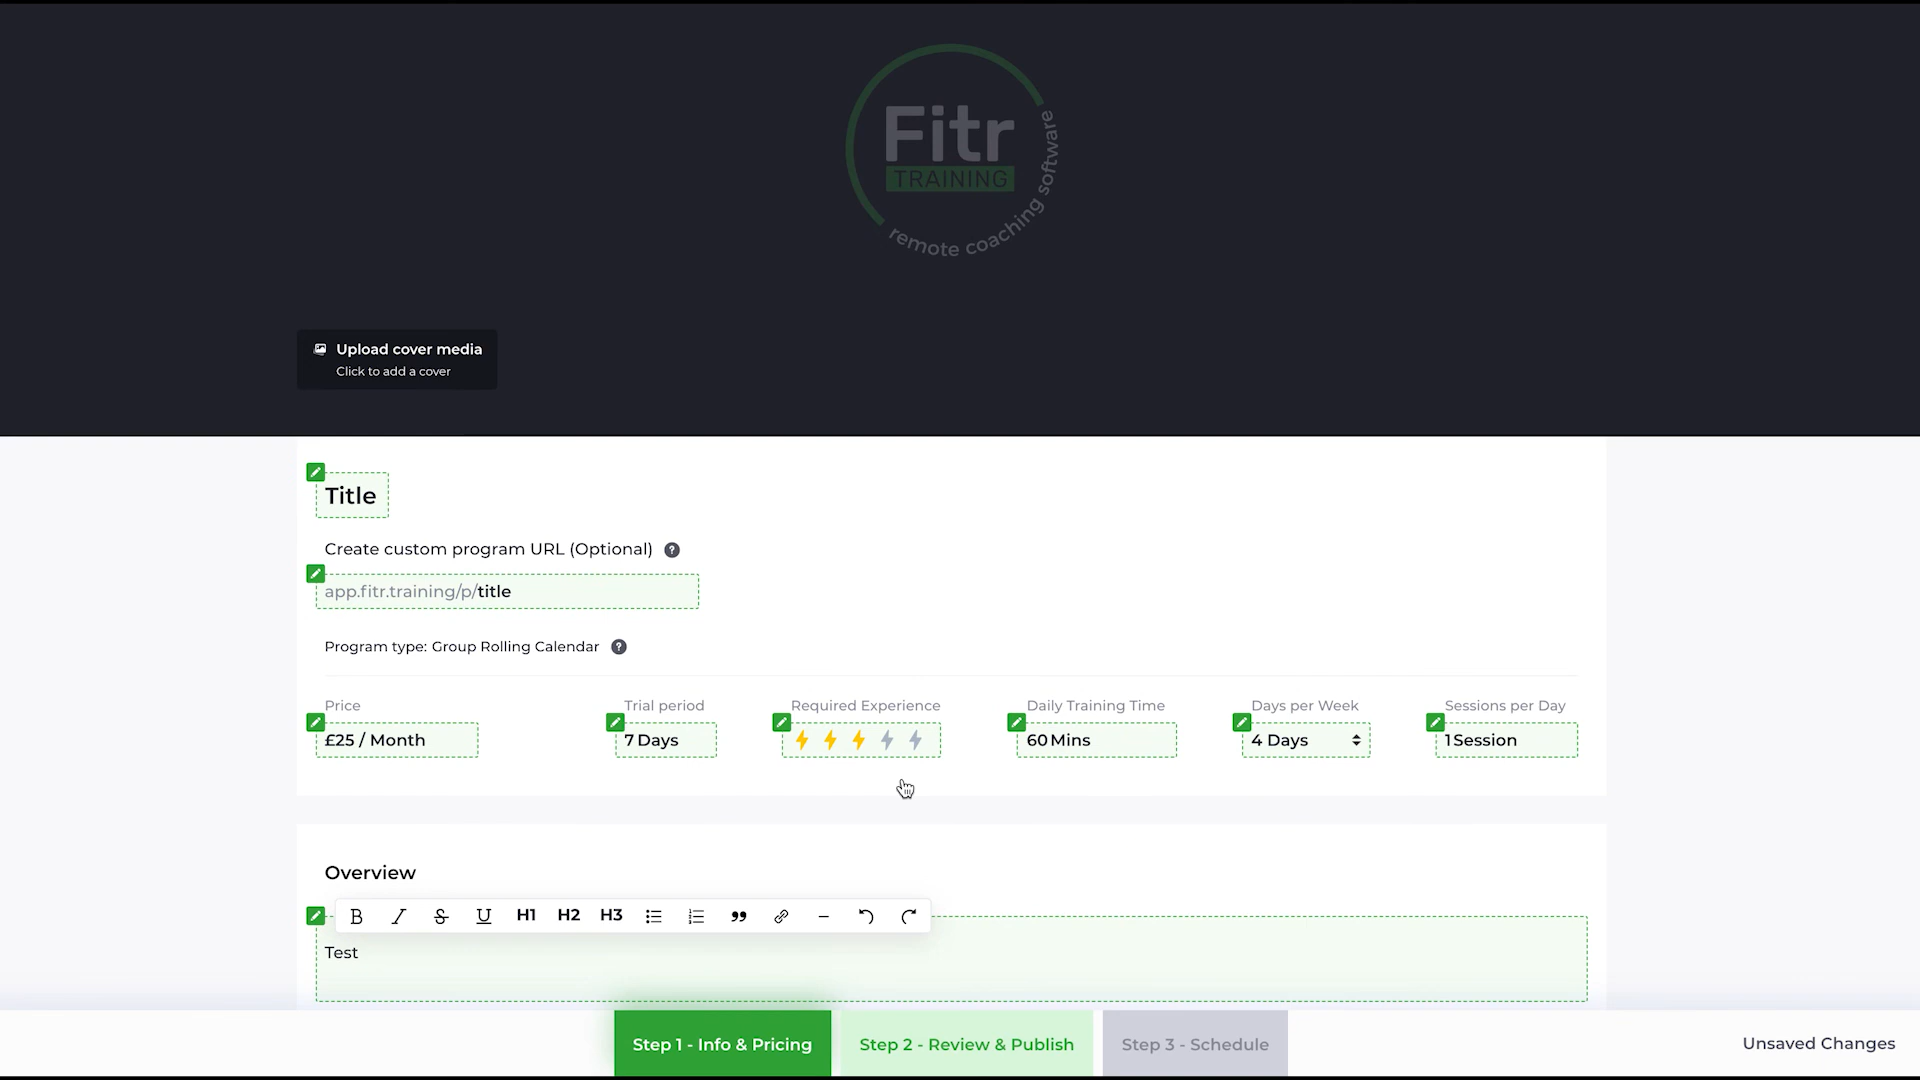 Fitr
TRAINING
remote coaching software
Upload cover media
Click to add a cover
Title
Create custom program URL (Optional) ?
app.fitr.training/p/title
Program type: Group Rolling Calendar ?
Price Trial period Required Experience Daily Training Time Days per Week Sessions per Day
£25 / Month 7 Days 60 Mins 4 Days 1 Session
Overview
B I S U H1 H2 H3
Test
Step 1 - Info & Pricing Step 2 - Review & Publish Step 3 - Schedule Unsaved Changes